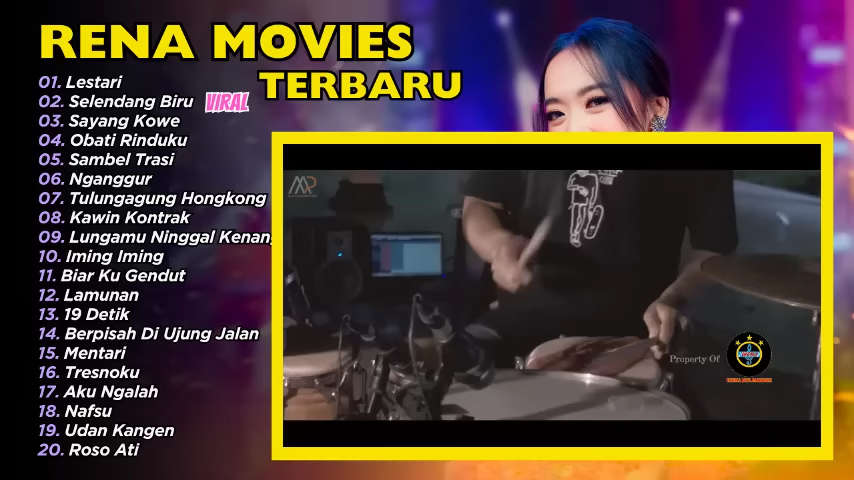 RENA MOVIES
TERBARU
01. Lestari
02. Selendang Biru VIRAL
03. Sayang Kowe
04. Obati Rinduku
05. Sambel Trasi
06. Nganggur
07. Tulungagung Hongkong
08. Kawin Kontrak
09. Lungamu Ninggal Kenan
10. Iming Iming
11. Biar Ku Gendut
12. Lamunan
13. 19 Detik
14. Berpisah Di Ujung Jalan
15. Mentari
16. Tresnoku
17. Aku Ngalah
18. Nafsu
19. Udan Kangen
20. Roso Ati
Property Of